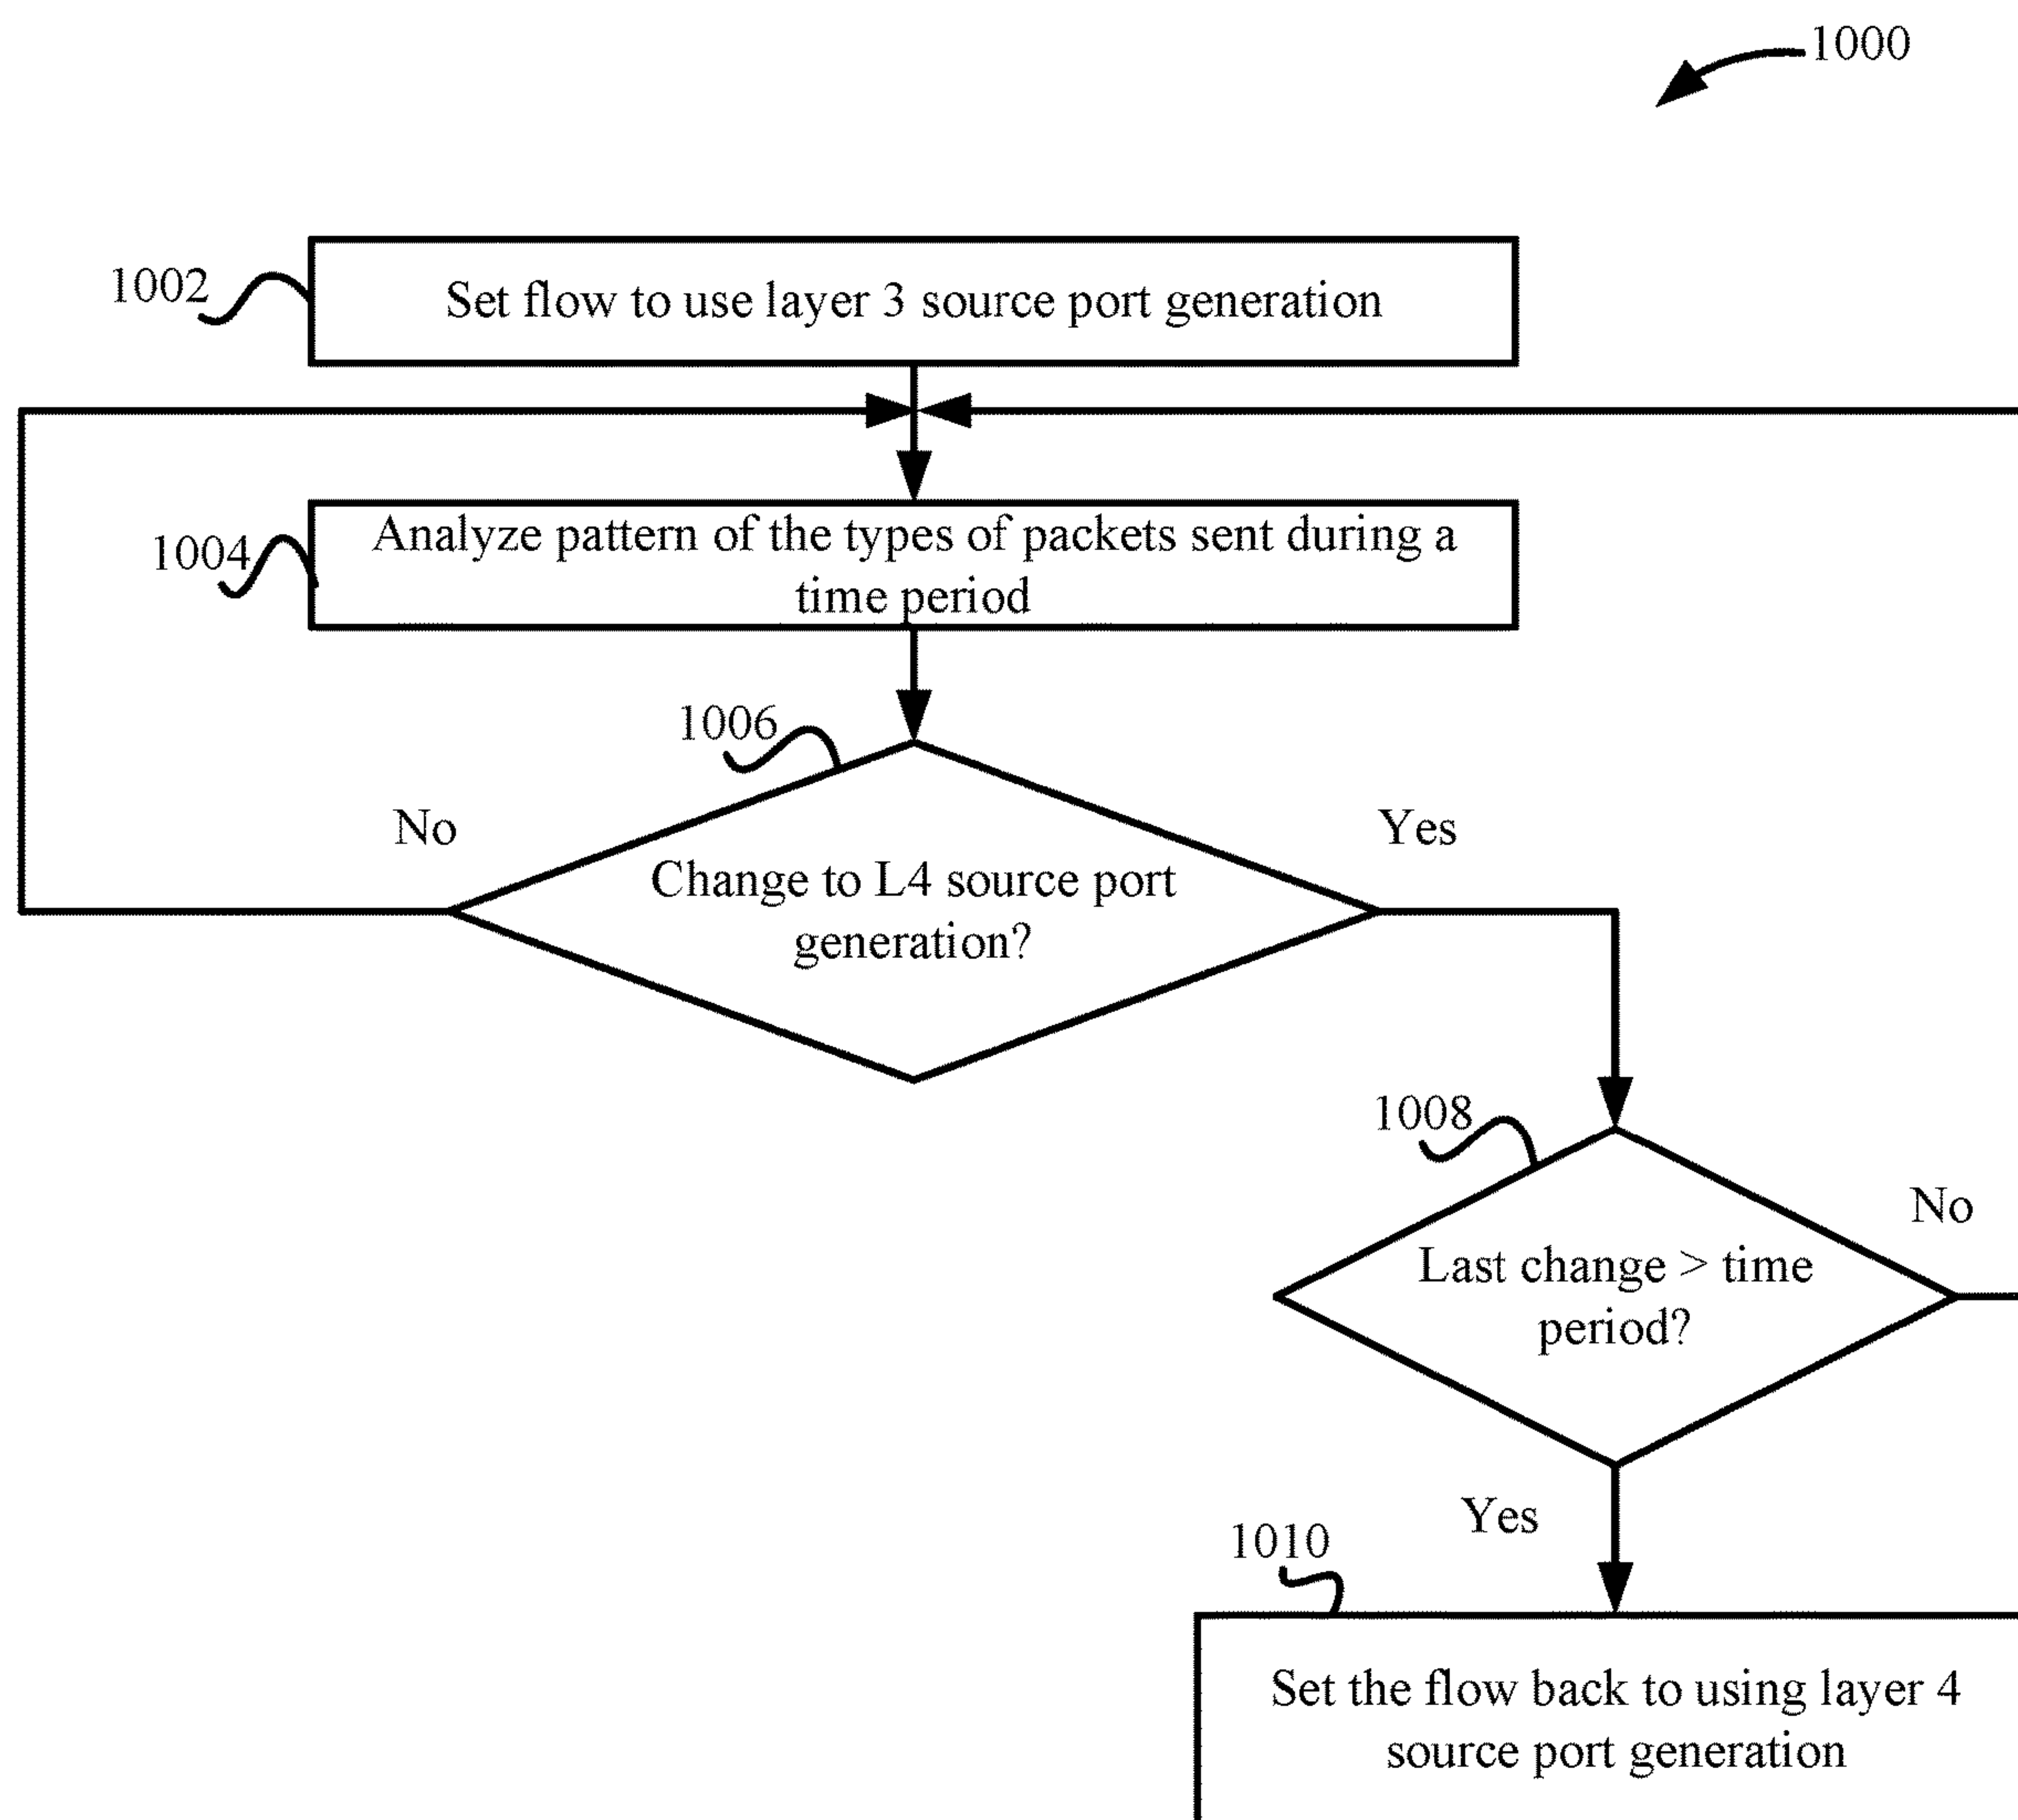 1000
1002
Set flow to use layer 3 source port generation
1004
Analyze pattern of the types of packets sent during a
time period
1006
No
Yes
Change to L4 source port
generation?
1008
No
Last change > time
period?
Yes
1010
Set the flow back to using layer 4
source port generation